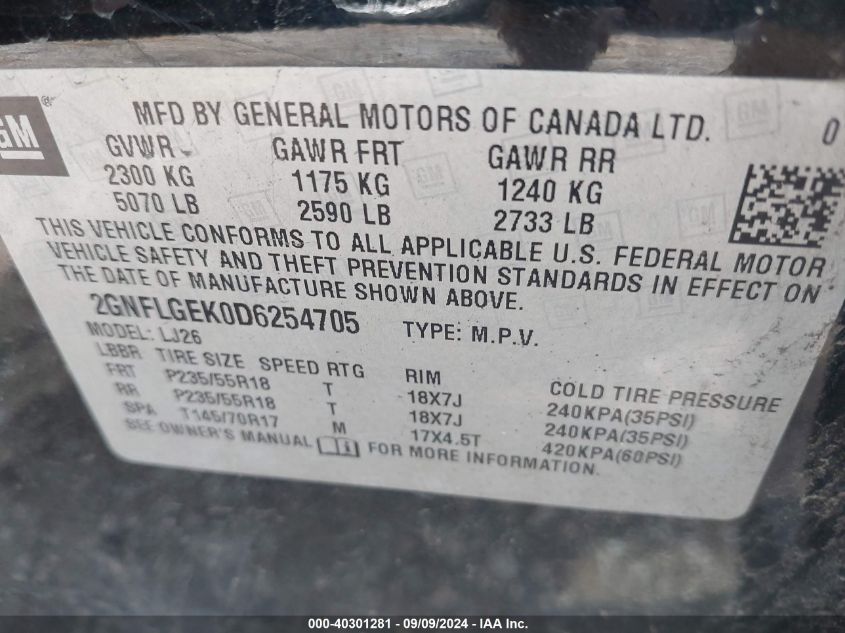 GM ®
MFD BY GENERAL MOTORS OF CANADA LTD. 0
GVWR GAWR FRT GAWR RR
2300 KG 1175 KG 1240 KG
5070 LB 2590 LB 2733 LB
THIS VEHICLE CONFORMS TO ALL APPLICABLE U.S. FEDERAL MOTOR
VEHICLE SAFETY AND THEFT PREVENTION STANDARDS IN EFFECT ON
THE DATE OF MANUFACTURE SHOWN ABOVE.
2GNFLGEK0D6254705 TYPE: M.P.V.
MODEL: LJ26
LBBR TIRE SIZE SPEED RTG RIM COLD TIRE PRESSURE
FRT P235/55R18 T 18X7J 240KPA(35PSI)
RR P235/55R18 T 18X7J 240KPA(35PSI)
SPA T145/70R17 M 17X4.5T 420KPA(60PSI)
SEE OWNER'S MANUAL FOR MORE INFORMATION.
000-40301281 - 09/09/2024 - IAA Inc.